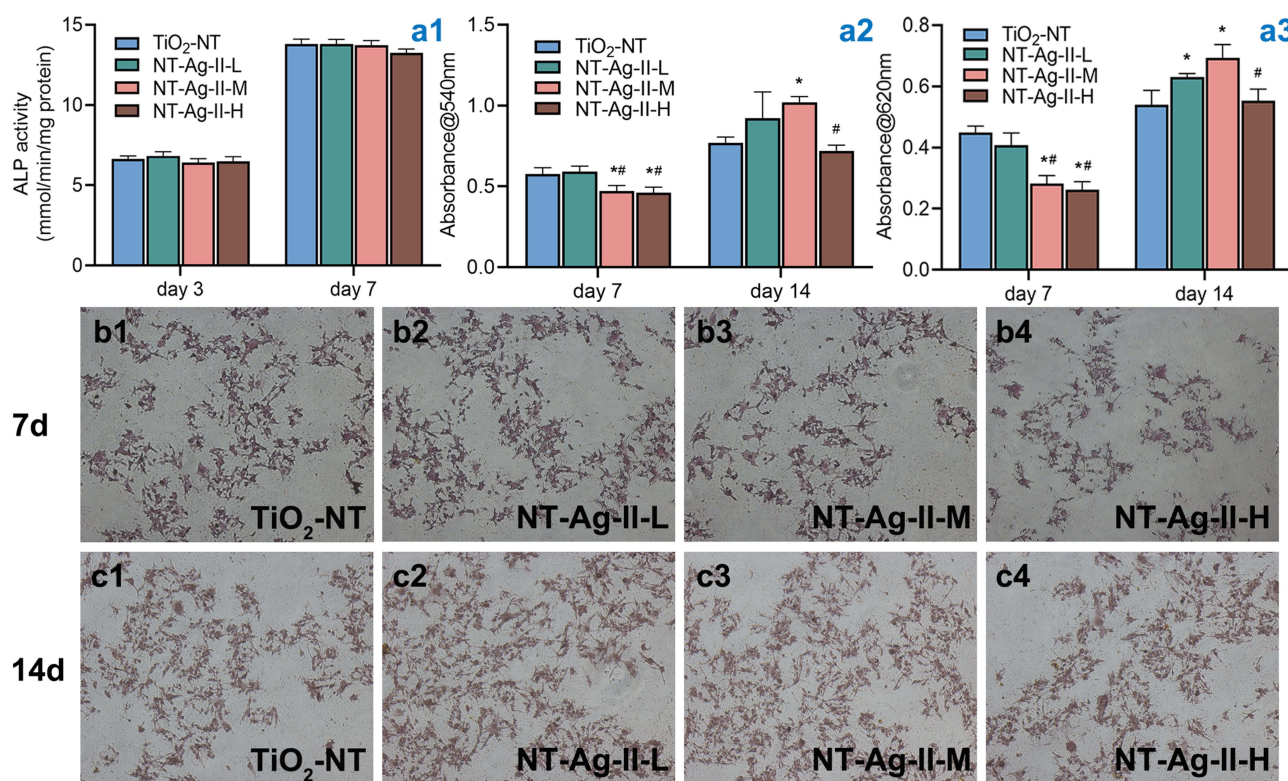 a1
ALP activity
(mmol/min/mg protein)
15
10
5
0
TiO₂-NT
NT-Ag-II-L
NT-Ag-II-M
NT-Ag-II-H
day 3
day 7
a2
Absorbance@540nm
1.5
1.0
0.5
0.0
TiO₂-NT
NT-Ag-II-L
NT-Ag-II-M
NT-Ag-II-H
*#
*#
*
#
day 7
day 14
a3
Absorbance@620nm
0.8
0.6
0.4
0.2
0.0
TiO₂-NT
NT-Ag-II-L
NT-Ag-II-M
NT-Ag-II-H
*#
*#
*
*
#
day 7
day 14
7d
b1
TiO₂-NT
b2
NT-Ag-II-L
b3
NT-Ag-II-M
b4
NT-Ag-II-H
14d
c1
TiO₂-NT
c2
NT-Ag-II-L
c3
NT-Ag-II-M
c4
NT-Ag-II-H